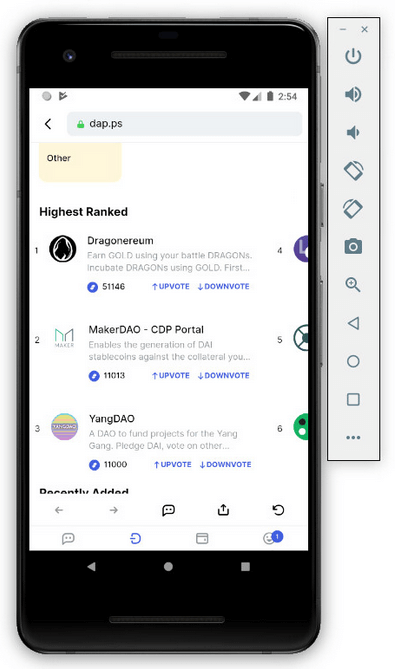 2:54
dap.ps
Other
Highest Ranked
1
Dragonereum
Earn GOLD using your battle DRAGONs.
Incubate DRAGONs using GOLD. First...
51146 ↑UPVOTE ↓DOWNVOTE
4
2
MAKER
MakerDAO - CDP Portal
Enables the generation of DAI
stablecoins against the collateral you...
11013 ↑UPVOTE ↓DOWNVOTE
5
3
YANGDAO
YangDAO
A DAO to fund projects for the Yang
Gang. Pledge DAI, vote on other...
11000 ↑UPVOTE ↓DOWNVOTE
6
Recently Added
1